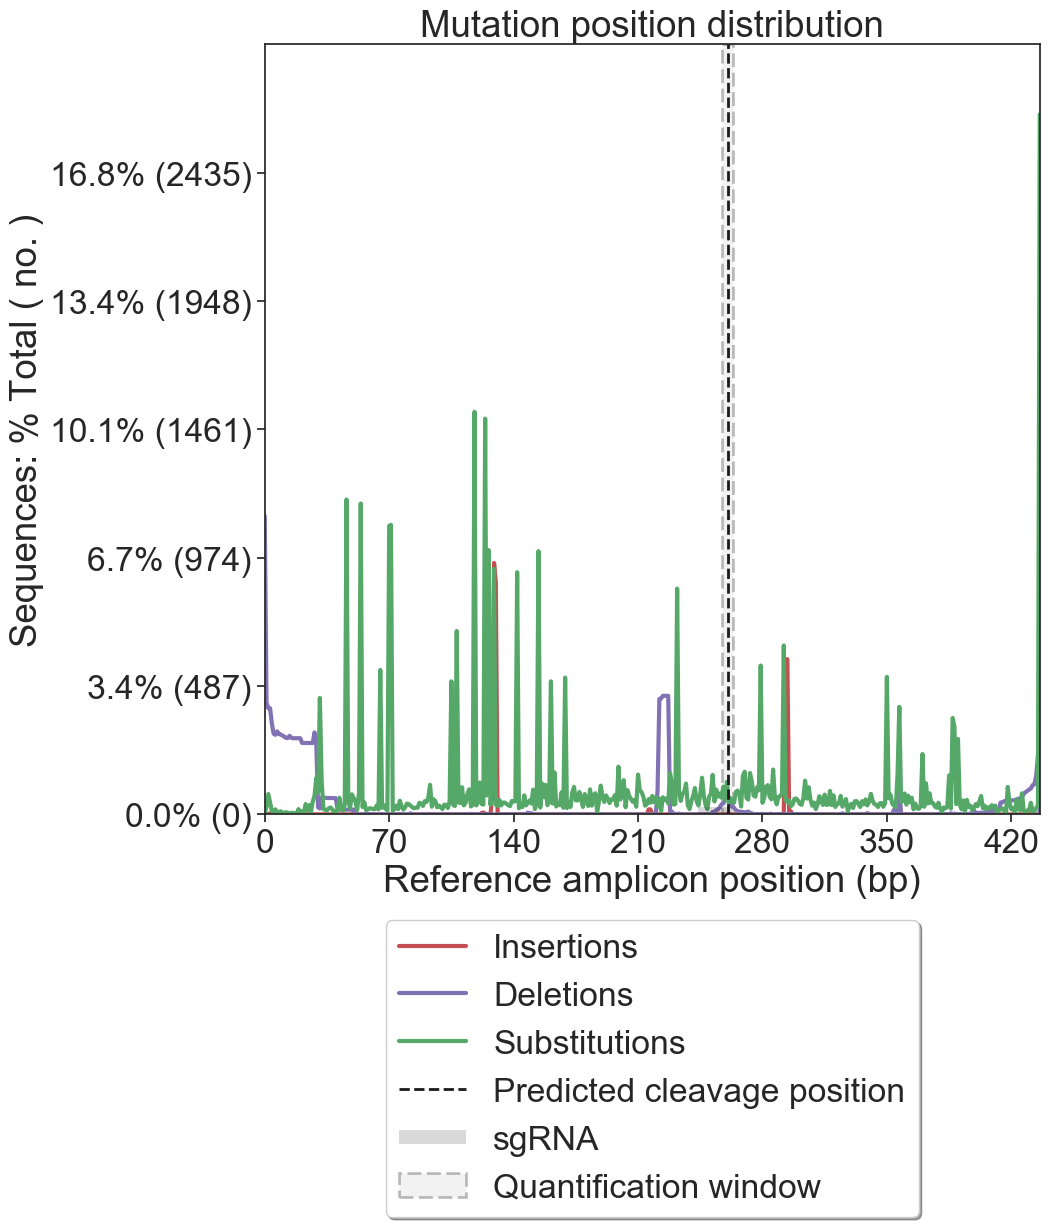 Mutation position distribution
Sequences: % Total ( no. )
16.8% (2435)
13.4% (1948)
10.1% (1461)
6.7% (974)
3.4% (487)
0.0% (0)
0 70 140 210 280 350 420
Reference amplicon position (bp)
Insertions
Deletions
Substitutions
Predicted cleavage position
sgRNA
Quantification window